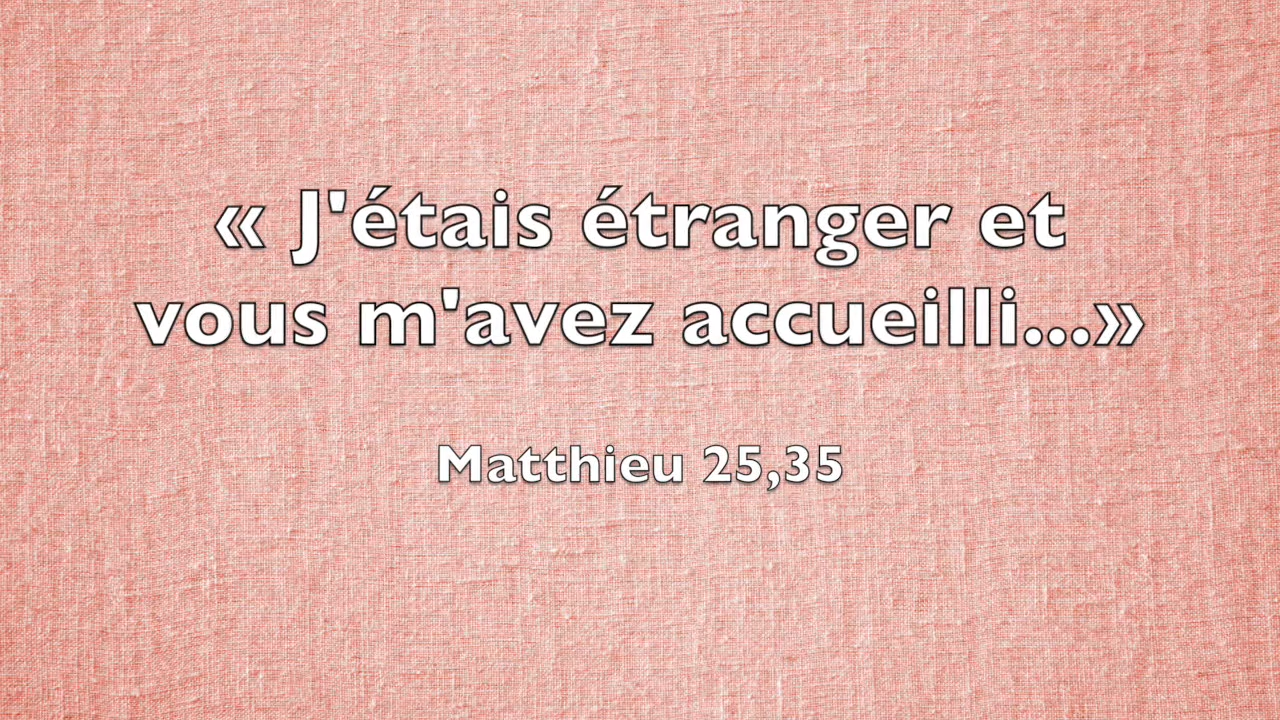 « J'étais étranger et
vous m'avez accueilli...»
Matthieu 25,35